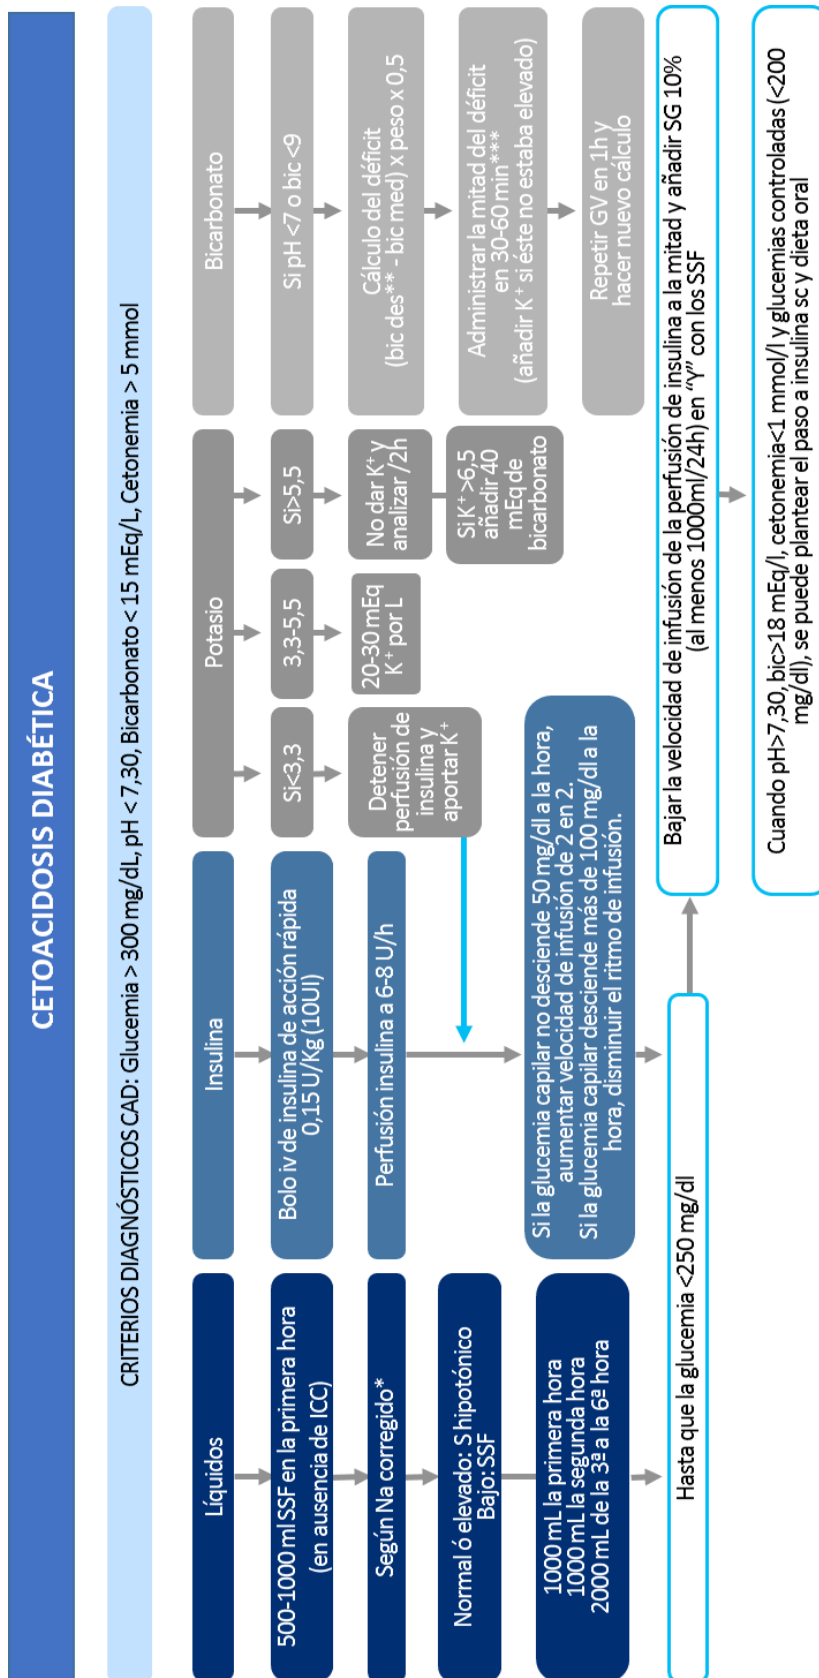 CETOACIDOSIS DIABÉTICA
CRITERIOS DIAGNÓSTICOS CAD: Glucemia > 300 mg/dL, pH < 7,30, Bicarbonato < 15 mEq/L, Cetonemia > 5 mmol
Líquidos
500-1000 ml SSF en la primera hora
(en ausencia de ICC)
Según Na corregido*
Normal ó elevado: S hipotónico
Bajo: SSF
1000 mL la primera hora
1000 mL la segunda hora
2000 mL de la 3ª a la 6ª hora
Insulina
Bolo iv de insulina de acción rápida
0,15 U/Kg (10UI)
Perfusión insulina a 6-8 U/h
Si la glucemia capilar no desciende 50 mg/dl a la hora,
aumentar velocidad de infusión de 2 en 2.
Si la glucemia capilar desciende más de 100 mg/dl a la
hora, disminuir el ritmo de infusión.
Potasio
Si<3,3
Detener
perfusión de
insulina y
aportar K⁺
3,3-5,5
20-30 mEq
K⁺ por L
Si>5,5
No dar K⁺ y
analizar /2h
Si K⁺ >6,5
añadir 40
mEq de
bicarbonato
Bicarbonato
Si pH <7 o bic <9
Cálculo del déficit
(bic des** - bic med) x peso x 0,5
Administrar la mitad del déficit
en 30-60 min***
(añadir K⁺ si éste no estaba elevado)
Repetir GV en 1h y
hacer nuevo cálculo
Hasta que la glucemia <250 mg/dl
Bajar la velocidad de infusión de la perfusión de insulina a la mitad y añadir SG 10%
(al menos 1000ml/24h) en “Y” con los SSF
Cuando pH>7,30, bic>18 mEq/l, cetonemia<1 mmol/l y glucemias controladas (<200
mg/dl), se puede plantear el paso a insulina sc y dieta oral